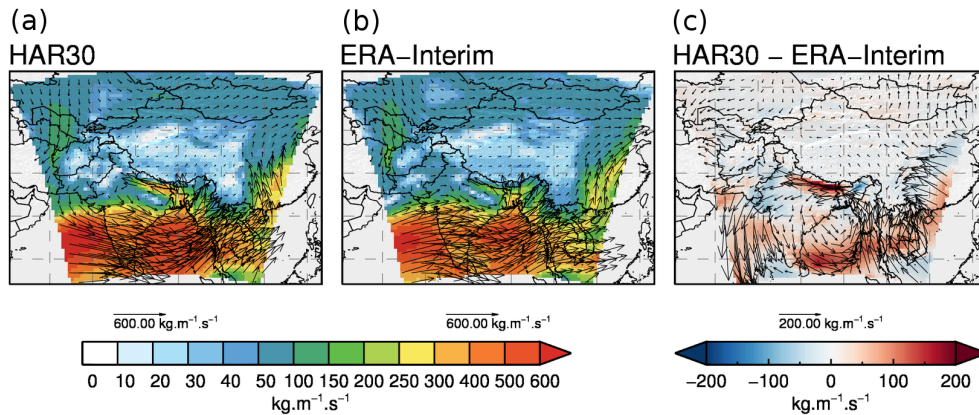 (a)
HAR30
(b)
ERA–Interim
(c)
HAR30 – ERA–Interim
600.00 kg.m⁻¹.s⁻¹
600.00 kg.m⁻¹.s⁻¹
200.00 kg.m⁻¹.s⁻¹
0 10 20 30 40 50 100 150 200 250 300 400 500 600
kg.m⁻¹.s⁻¹
−200 −100 0 100 200
kg.m⁻¹.s⁻¹